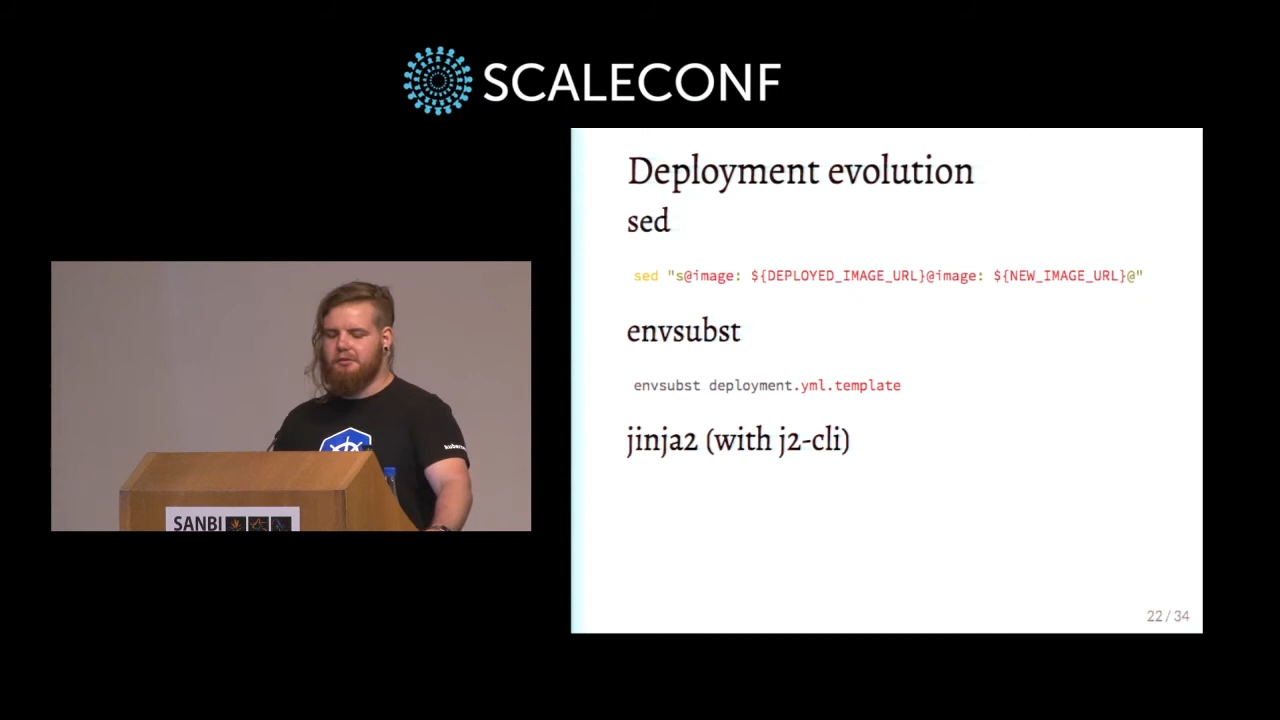 SCALECONF
Deployment evolution
sed
sed "s@image: ${DEPLOYED_IMAGE_URL}@image: ${NEW_IMAGE_URL}@"
envsubst
envsubst deployment.yml.template
jinja2 (with j2-cli)
22 / 34
SANBI